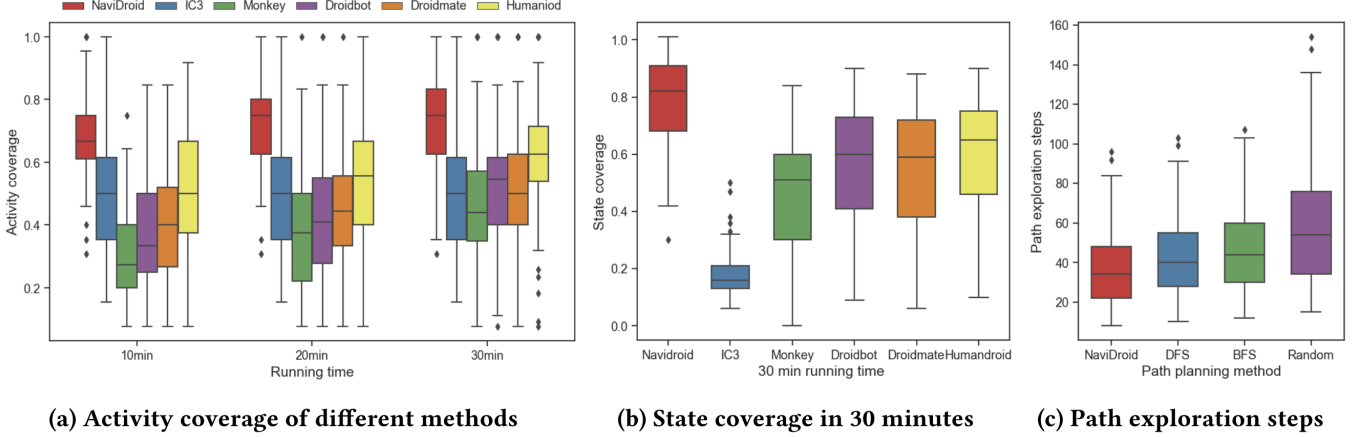 NaviDroid IC3 Monkey Droidbot Droidmate Humaniod
Activity coverage
1.0
0.8
0.6
0.4
0.2
10min 20min 30min
Running time
(a) Activity coverage of different methods
State coverage
1.0
0.8
0.6
0.4
0.2
0.0
Navidroid IC3 Monkey Droidbot Droidmate Humandroid
30 min running time
(b) State coverage in 30 minutes
Path exploration steps
160
140
120
100
80
60
40
20
NaviDroid DFS BFS Random
Path planning method
(c) Path exploration steps